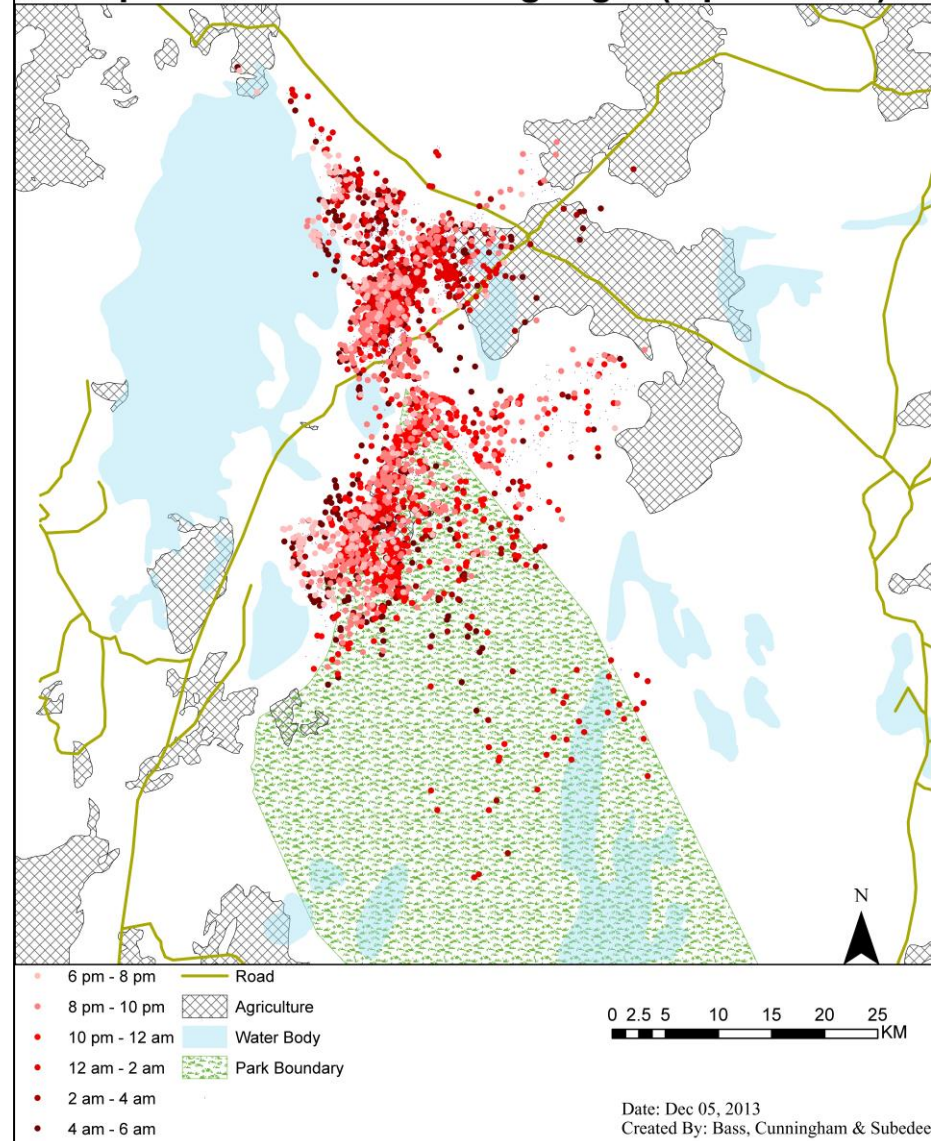 6 pm - 8 pm
8 pm - 10 pm
10 pm - 12 am
12 am - 2 am
2 am - 4 am
4 am - 6 am
Road
Agriculture
Water Body
Park Boundary
N
0 2.5 5 10 15 20 25
KM
Date: Dec 05, 2013
Created By: Bass, Cunningham & Subedee